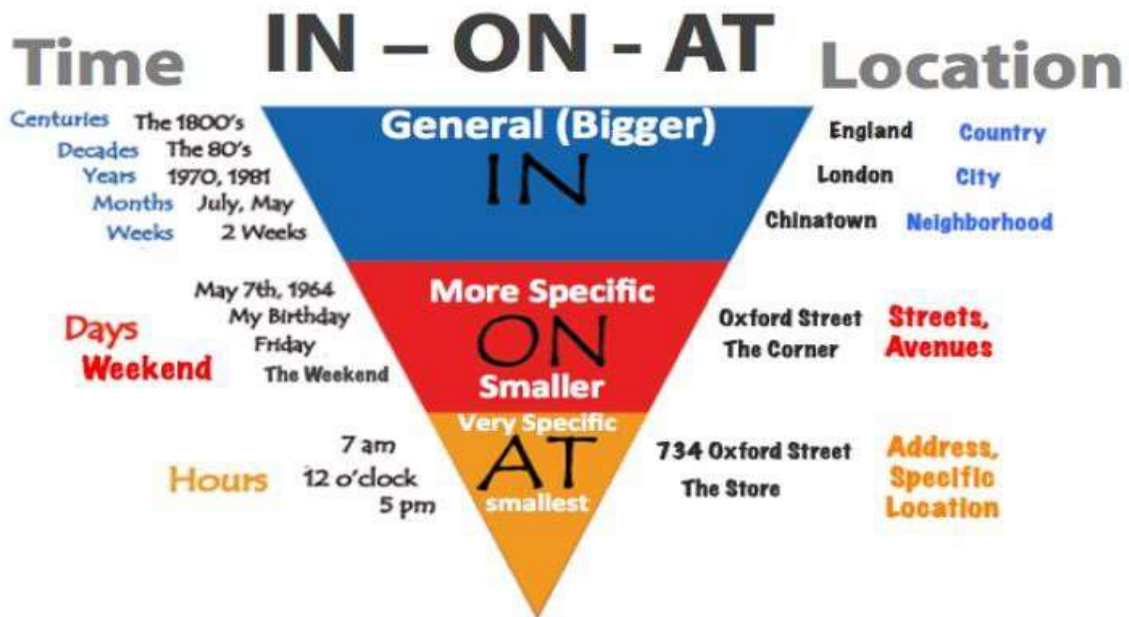 IN – ON - AT
Time
Location
Centuries The 1800's
Decades The 80's
Years 1970, 1981
Months July, May
Weeks 2 Weeks
General (Bigger)
IN
England Country
London City
Chinatown Neighborhood
May 7th, 1964
My Birthday
Days
Friday
Weekend
The Weekend
More Specific
ON
Smaller
Oxford Street
The Corner
Streets,
Avenues
7 am
Hours 12 o'clock
5 pm
Very Specific
AT
smallest
734 Oxford Street
The Store
Address,
Specific
Location